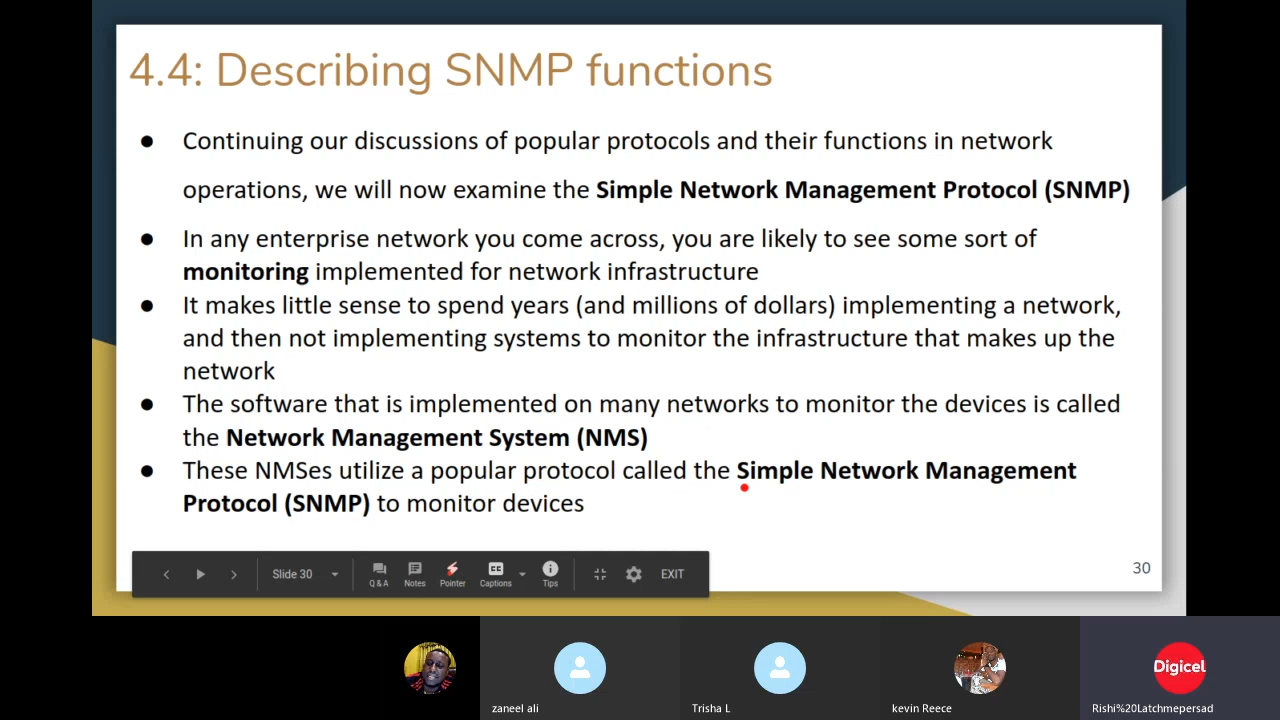 4.4: Describing SNMP functions
● Continuing our discussions of popular protocols and their functions in network
operations, we will now examine the Simple Network Management Protocol (SNMP)
● In any enterprise network you come across, you are likely to see some sort of
monitoring implemented for network infrastructure
● It makes little sense to spend years (and millions of dollars) implementing a network,
and then not implementing systems to monitor the infrastructure that makes up the
network
● The software that is implemented on many networks to monitor the devices is called
the Network Management System (NMS)
● These NMSes utilize a popular protocol called the Simple Network Management
Protocol (SNMP) to monitor devices
30
Slide 30 Q & A Notes Pointer CC Captions Tips EXIT
Digicel
zaneel ali Trisha L kevin Reece Rishi%20Latchmepersad